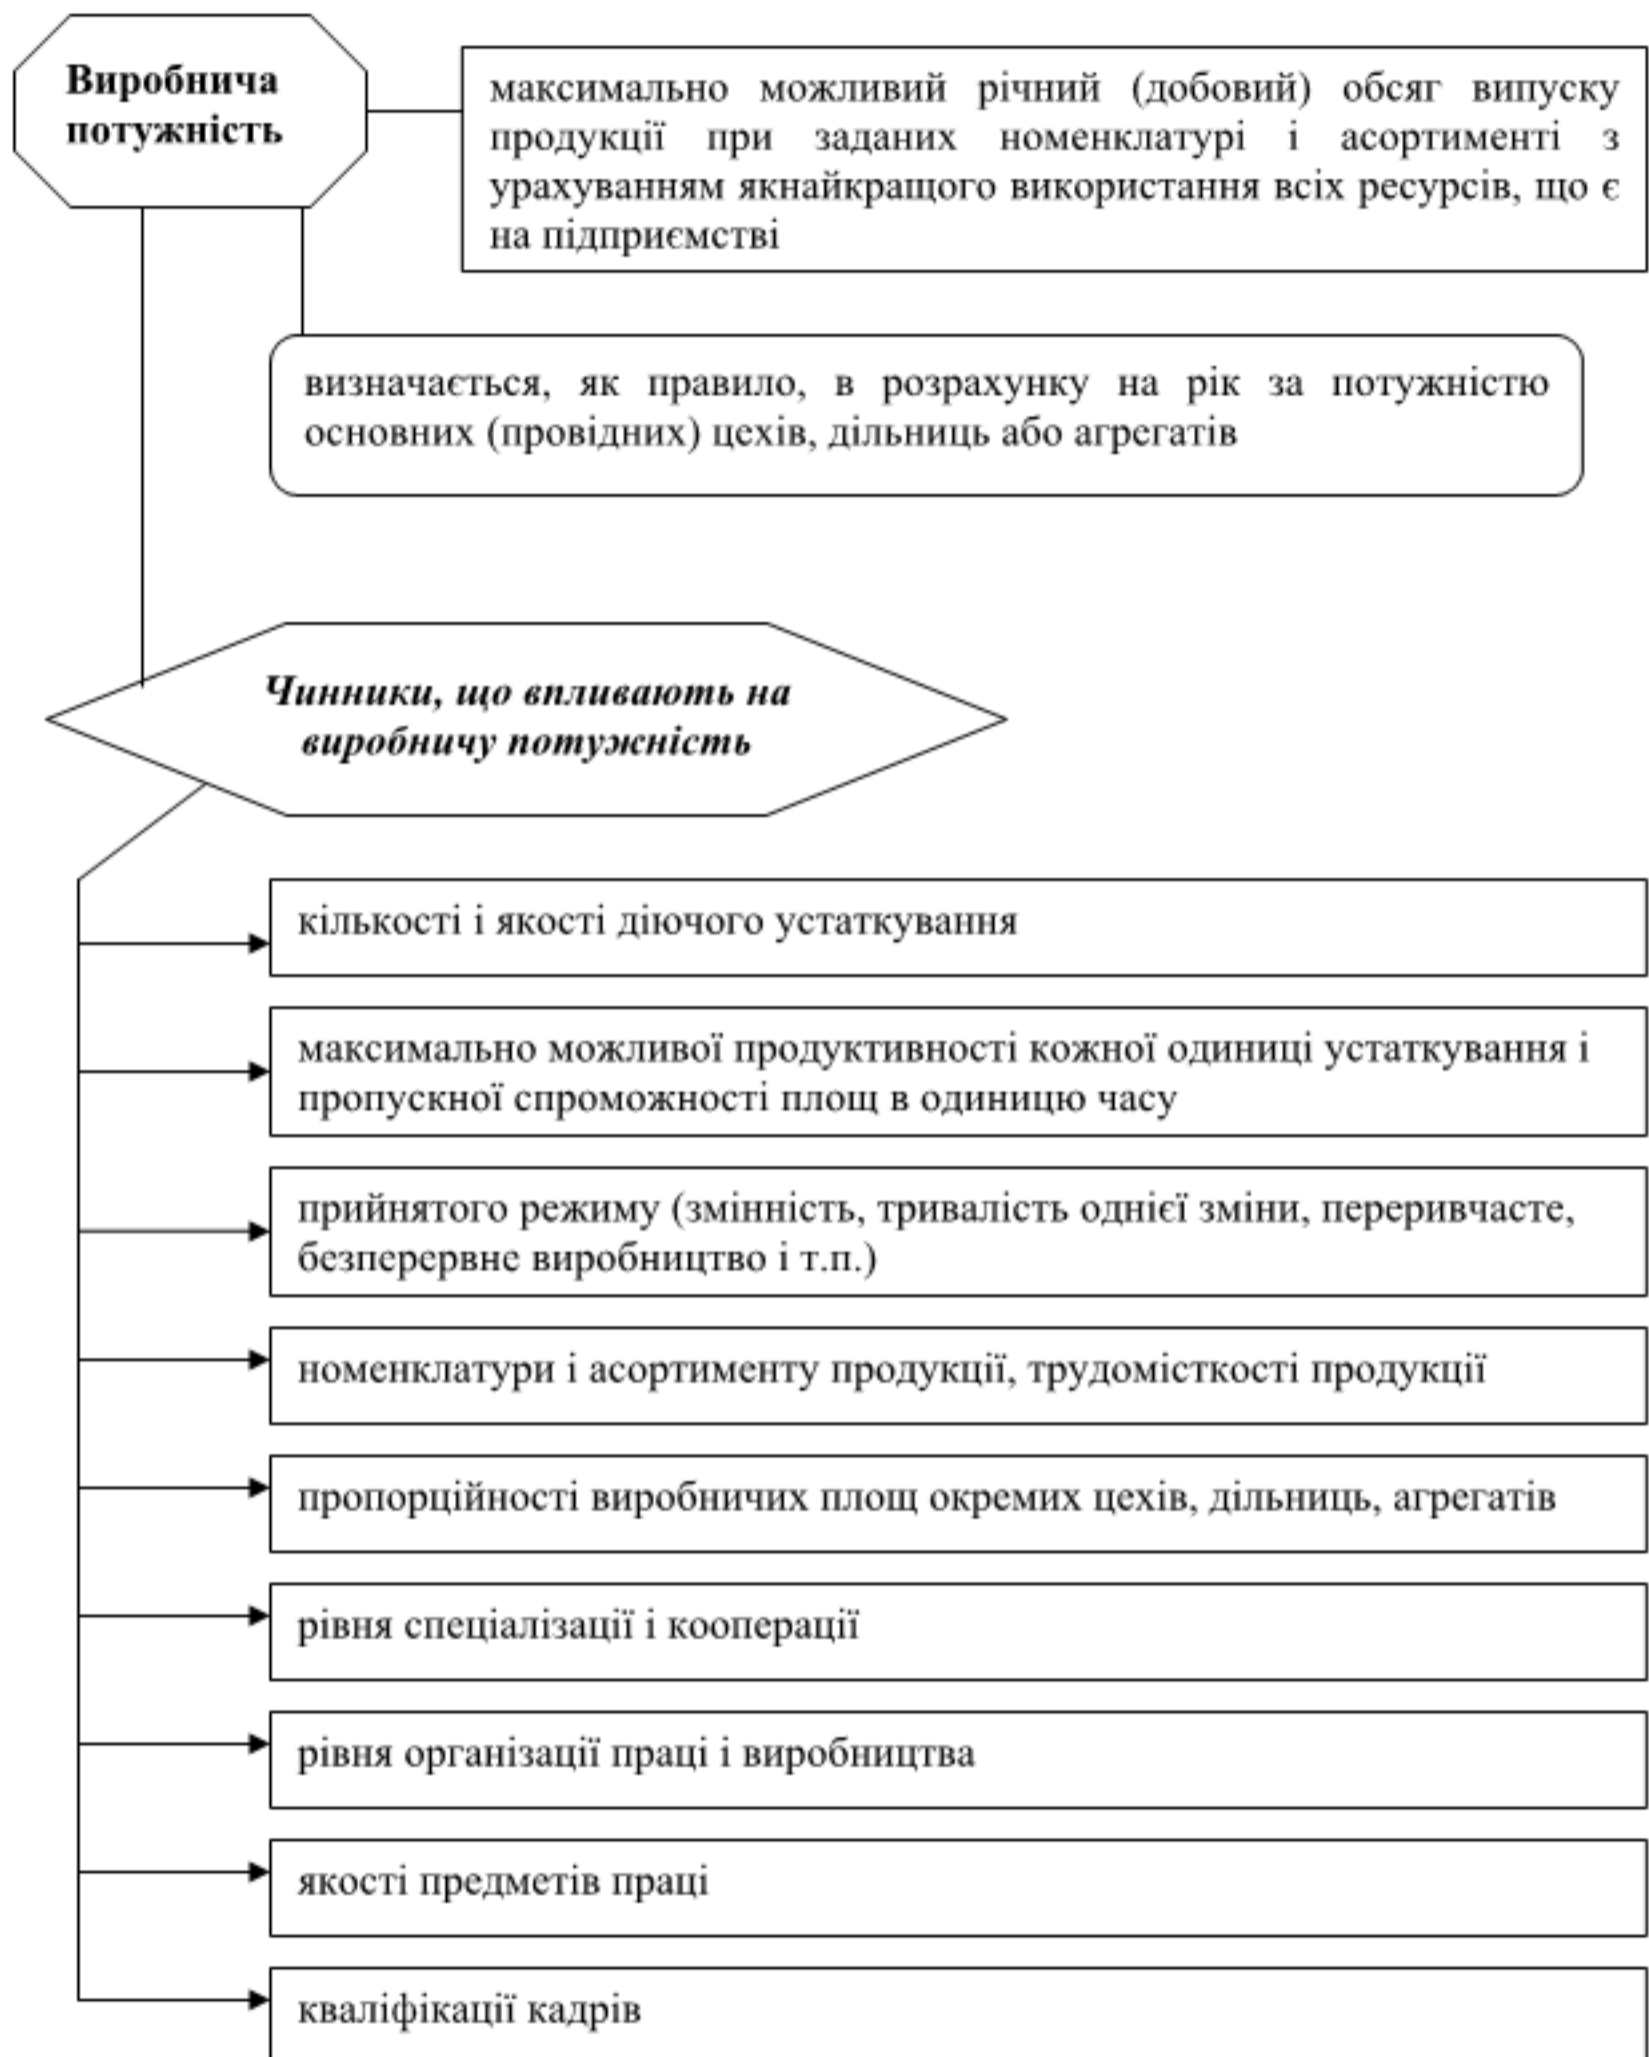 Виробнича
потужність
максимально можливий річний (добовий) обсяг випуску
продукції при заданих номенклатурі і асортименті з
урахуванням якнайкращого використання всіх ресурсів, що є
на підприємстві
визначається, як правило, в розрахунку на рік за потужністю
основних (провідних) цехів, дільниць або агрегатів
Чинники, що впливають на
виробничу потужність
кількості і якості діючого устаткування
максимально можливої продуктивності кожної одиниці устаткування і
пропускної спроможності площ в одиницю часу
прийнятого режиму (змінність, тривалість однієї зміни, переривчасте,
безперервне виробництво і т.п.)
номенклатури і асортименту продукції, трудомісткості продукції
пропорційності виробничих площ окремих цехів, дільниць, агрегатів
рівня спеціалізації і кооперації
рівня організації праці і виробництва
якості предметів праці
кваліфікації кадрів